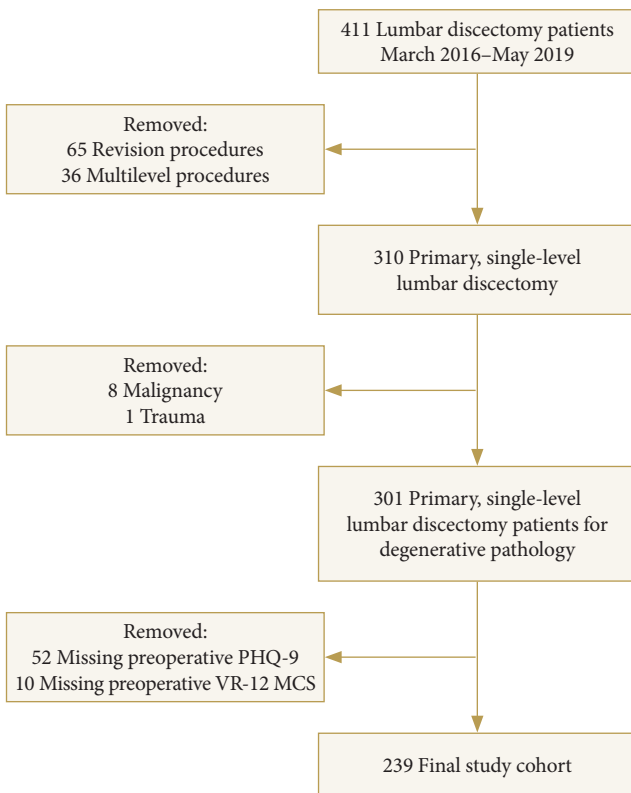 411 Lumbar discectomy patients
March 2016–May 2019
Removed:
65 Revision procedures
36 Multilevel procedures
310 Primary, single-level
lumbar discectomy
Removed:
8 Malignancy
1 Trauma
301 Primary, single-level
lumbar discectomy patients for
degenerative pathology
Removed:
52 Missing preoperative PHQ-9
10 Missing preoperative VR-12 MCS
239 Final study cohort